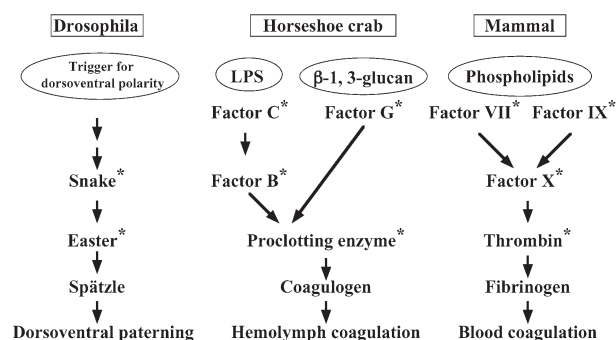 Drosophila
Trigger for
dorsoventral polarity
Snake*
Easter*
Spätzle
Dorsoventral paterning
Horseshoe crab
LPS
β-1, 3-glucan
Factor C*
Factor G*
Factor B*
Proclotting enzyme*
Coagulogen
Hemolymph coagulation
Mammal
Phospholipids
Factor VII*
Factor IX*
Factor X*
Thrombin*
Fibrinogen
Blood coagulation